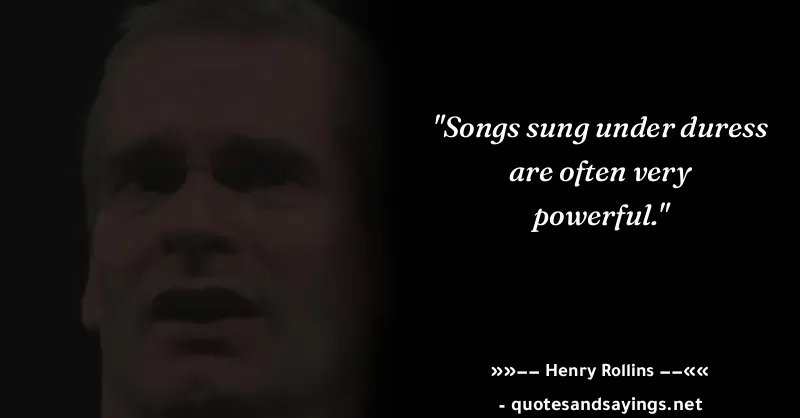 "Songs sung under duress
are often very
powerful."
»»−− Henry Rollins −−««
- quotesandsayings.net